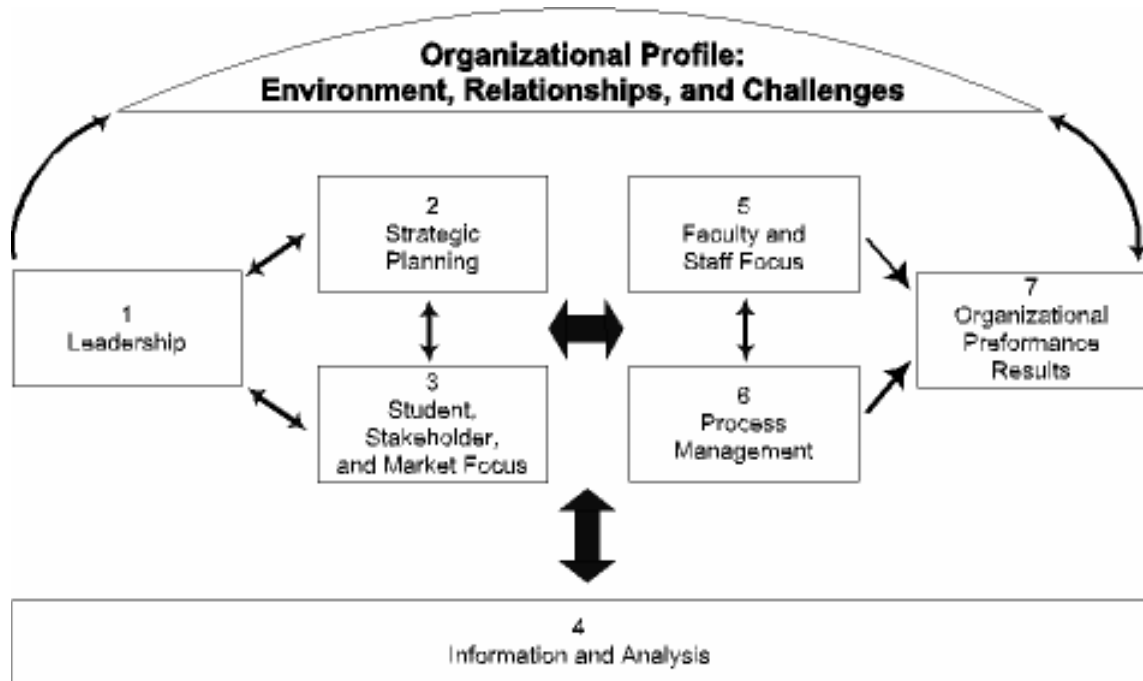 Organizational Profile:
Environment, Relationships, and Challenges
2
Strategic
Planning
5
Faculty and
Staff Focus
1
Leadership
7
Organizational
Preformance
Results
3
Student,
Stakeholder,
and Market Focus
6
Process
Management
4
Information and Analysis